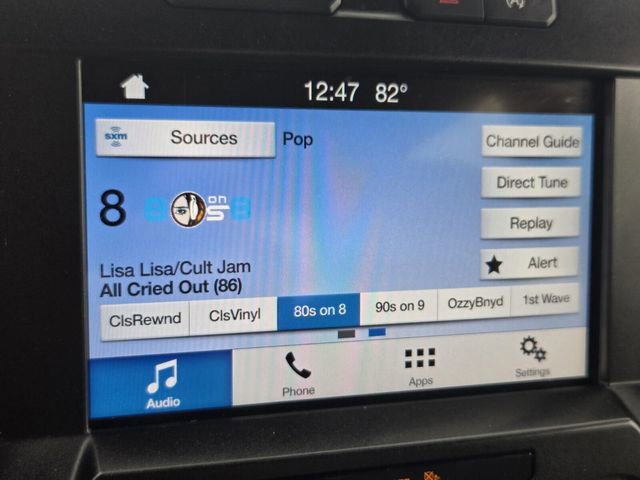 12:47 82°
sxm Sources Pop
Channel Guide
Direct Tune
8
on
Replay
Alert
Lisa Lisa/Cult Jam
All Cried Out (86)
ClsRewnd ClsVinyl 80s on 8 90s on 9 OzzyBnyd 1st Wave
Audio Phone Apps Settings